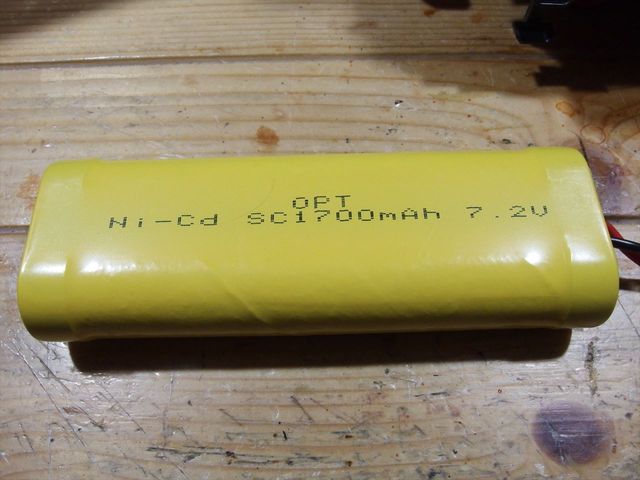 OPT
Ni-Cd SC1700mAh 7.2V